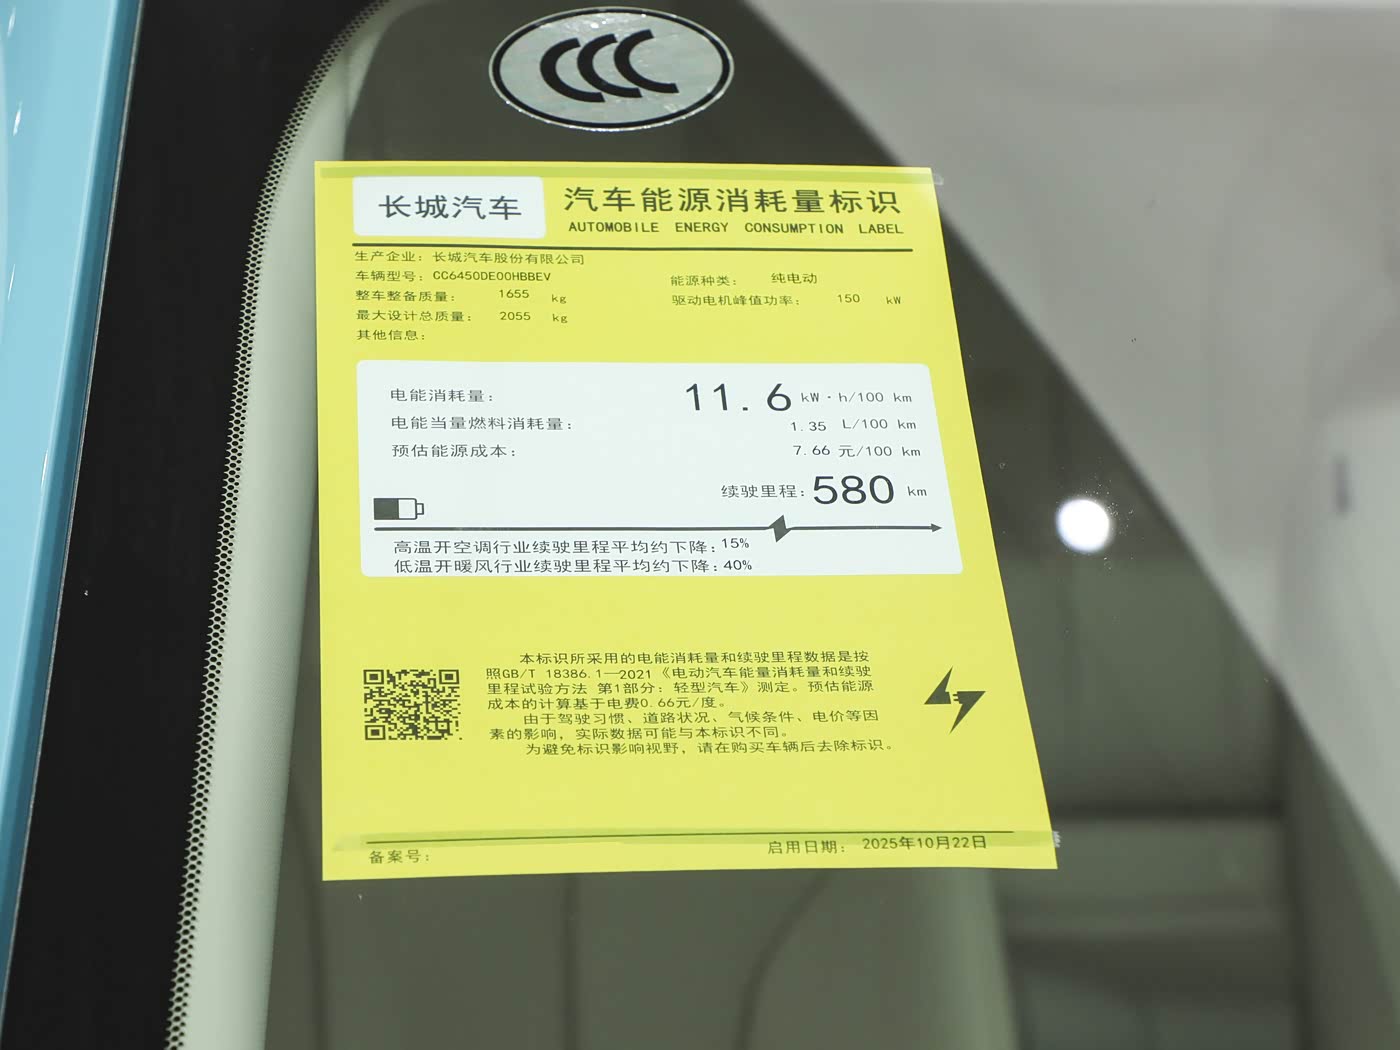 CCC
长城汽车
汽车能源消耗量标识
AUTOMOBILE ENERGY CONSUMPTION LABEL
生产企业：长城汽车股份有限公司
车辆型号：CC6450DE00HBBEV
能源种类： 纯电动
整车整备质量： 1655 kg
驱动电机峰值功率： 150 kW
最大设计总质量： 2055 kg
其他信息：
电能消耗量： 11.6 kW·h/100 km
电能当量燃料消耗量： 1.35 L/100 km
预估能源成本： 7.66 元/100 km
续驶里程：580 km
高温开空调行业续驶里程平均约下降：15%
低温开暖风行业续驶里程平均约下降：40%
本标识所采用的电能消耗量和续驶里程数据是按
照GB/T 18386.1—2021《电动汽车能量消耗量和续驶
里程试验方法 第1部分：轻型汽车》测定。预估能源
成本的计算基于电费0.66元/度。
由于驾驶习惯、道路状况、气候条件、电价等因
素的影响，实际数据可能与本标识不同。
为避免标识影响视野，请在购买车辆后去除标识。
备案号：
启用日期： 2025年10月22日